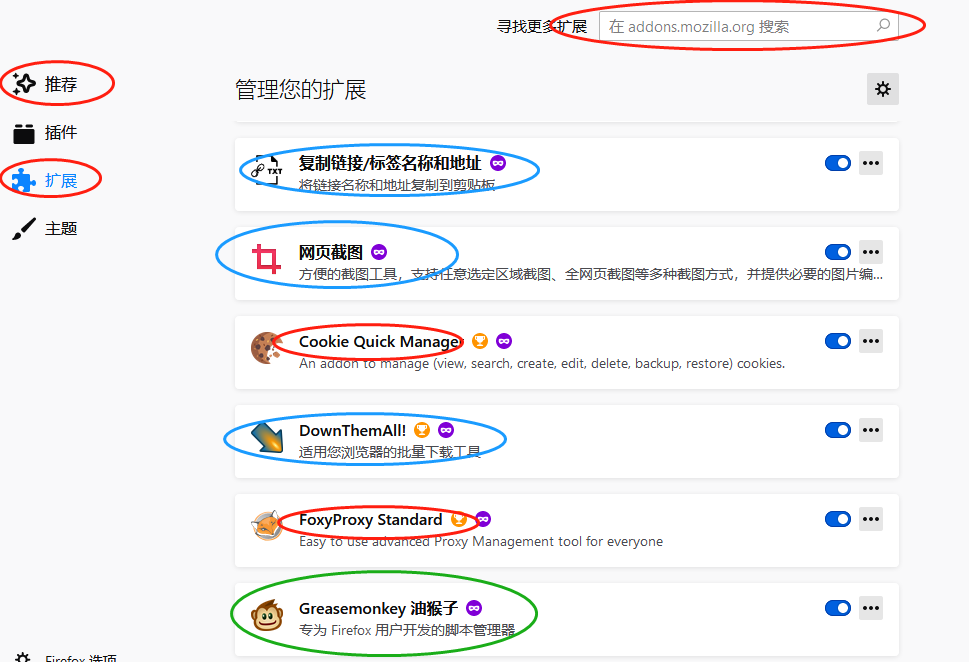 寻找更多扩展 在 addons.mozilla.org 搜索
推荐
插件
扩展
主题
管理您的扩展
TXT
复制链接/标签名称和地址
将链接名称和地址复制到剪贴板
网页截图
方便的截图工具，支持任意选定区域截图、全网页截图等多种截图方式，并提供必要的图片编...
Cookie Quick Manager
An addon to manage (view, search, create, edit, delete, backup, restore) cookies.
DownThemAll!
适用您浏览器的批量下载工具
FoxyProxy Standard
Easy to use advanced Proxy Management tool for everyone
Greasemonkey 油猴子
专为 Firefox 用户开发的脚本管理器
Firefox 选项